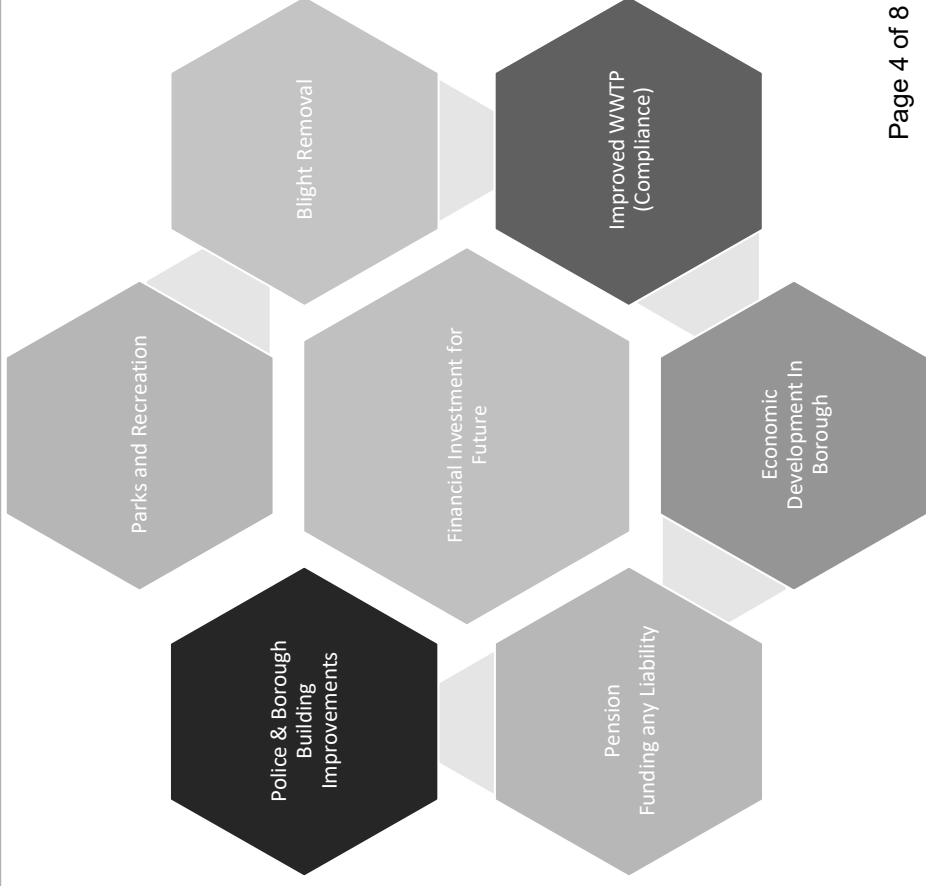 Parks and Recreation
Blight Removal
Police & Borough
Building
Improvements
Financial Investment for
Future
Improved WWTP
(Compliance)
Pension
Funding any Liability
Economic
Development In
Borough
Page 4 of 8